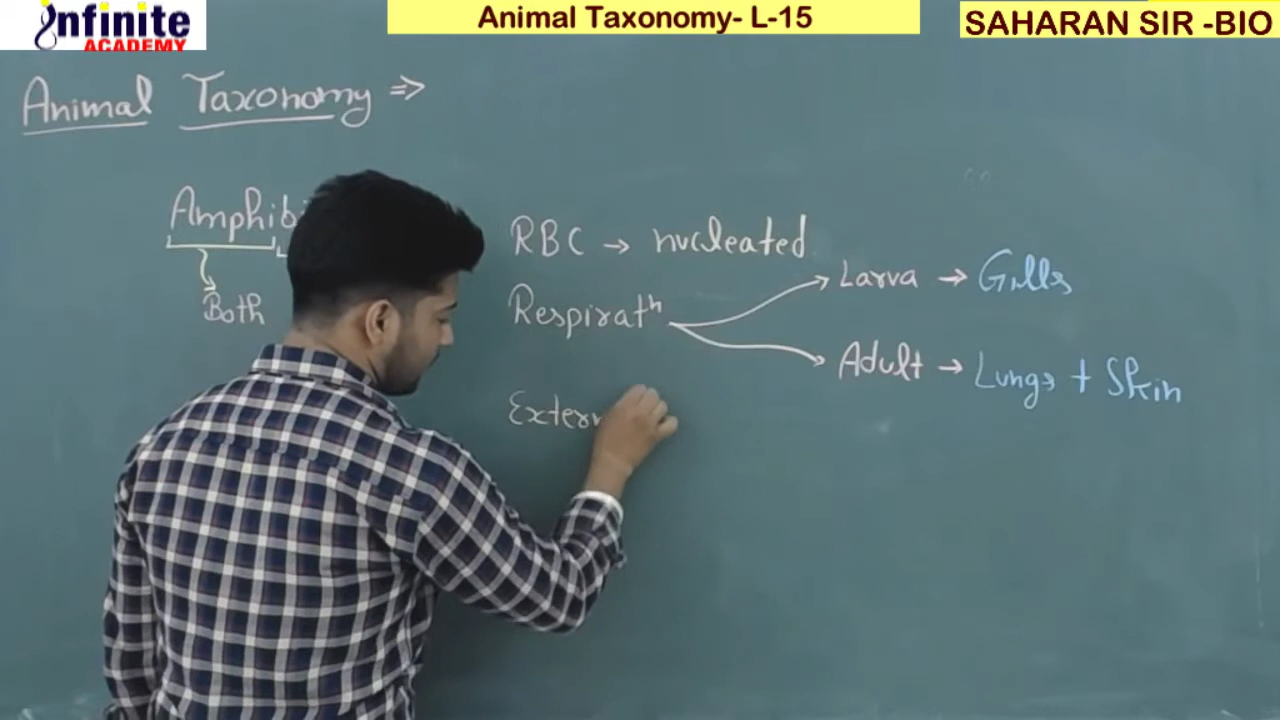 infinite
ACADEMY
Animal Taxonomy- L-15
SAHARAN SIR -BIO
Animal Taxonomy ⇒
Both
RBC → nucleated
Respiratn
Larva → Gills
Adult → Lungs + Skin